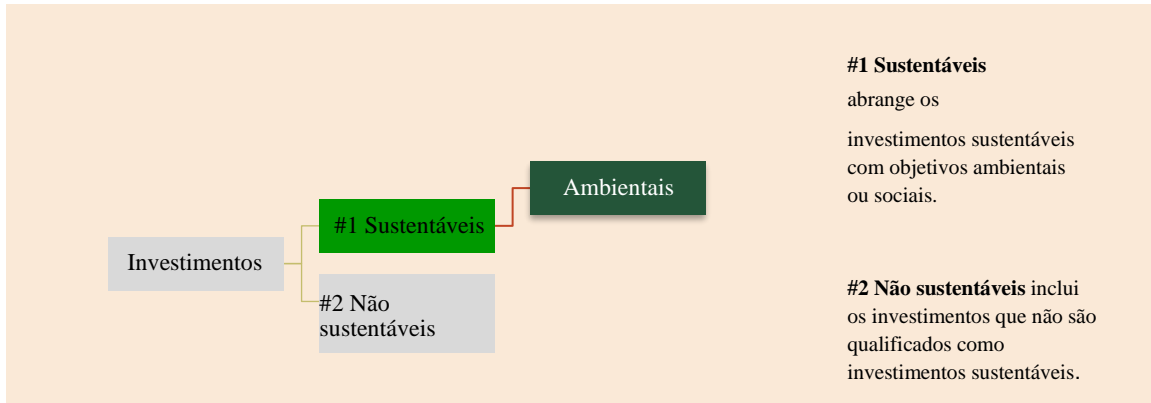 Investimentos
#1 Sustentáveis
#2 Não
sustentáveis
Ambientais
#1 Sustentáveis
abrange os
investimentos sustentáveis
com objetivos ambientais
ou sociais.
#2 Não sustentáveis inclui
os investimentos que não são
qualificados como
investimentos sustentáveis.